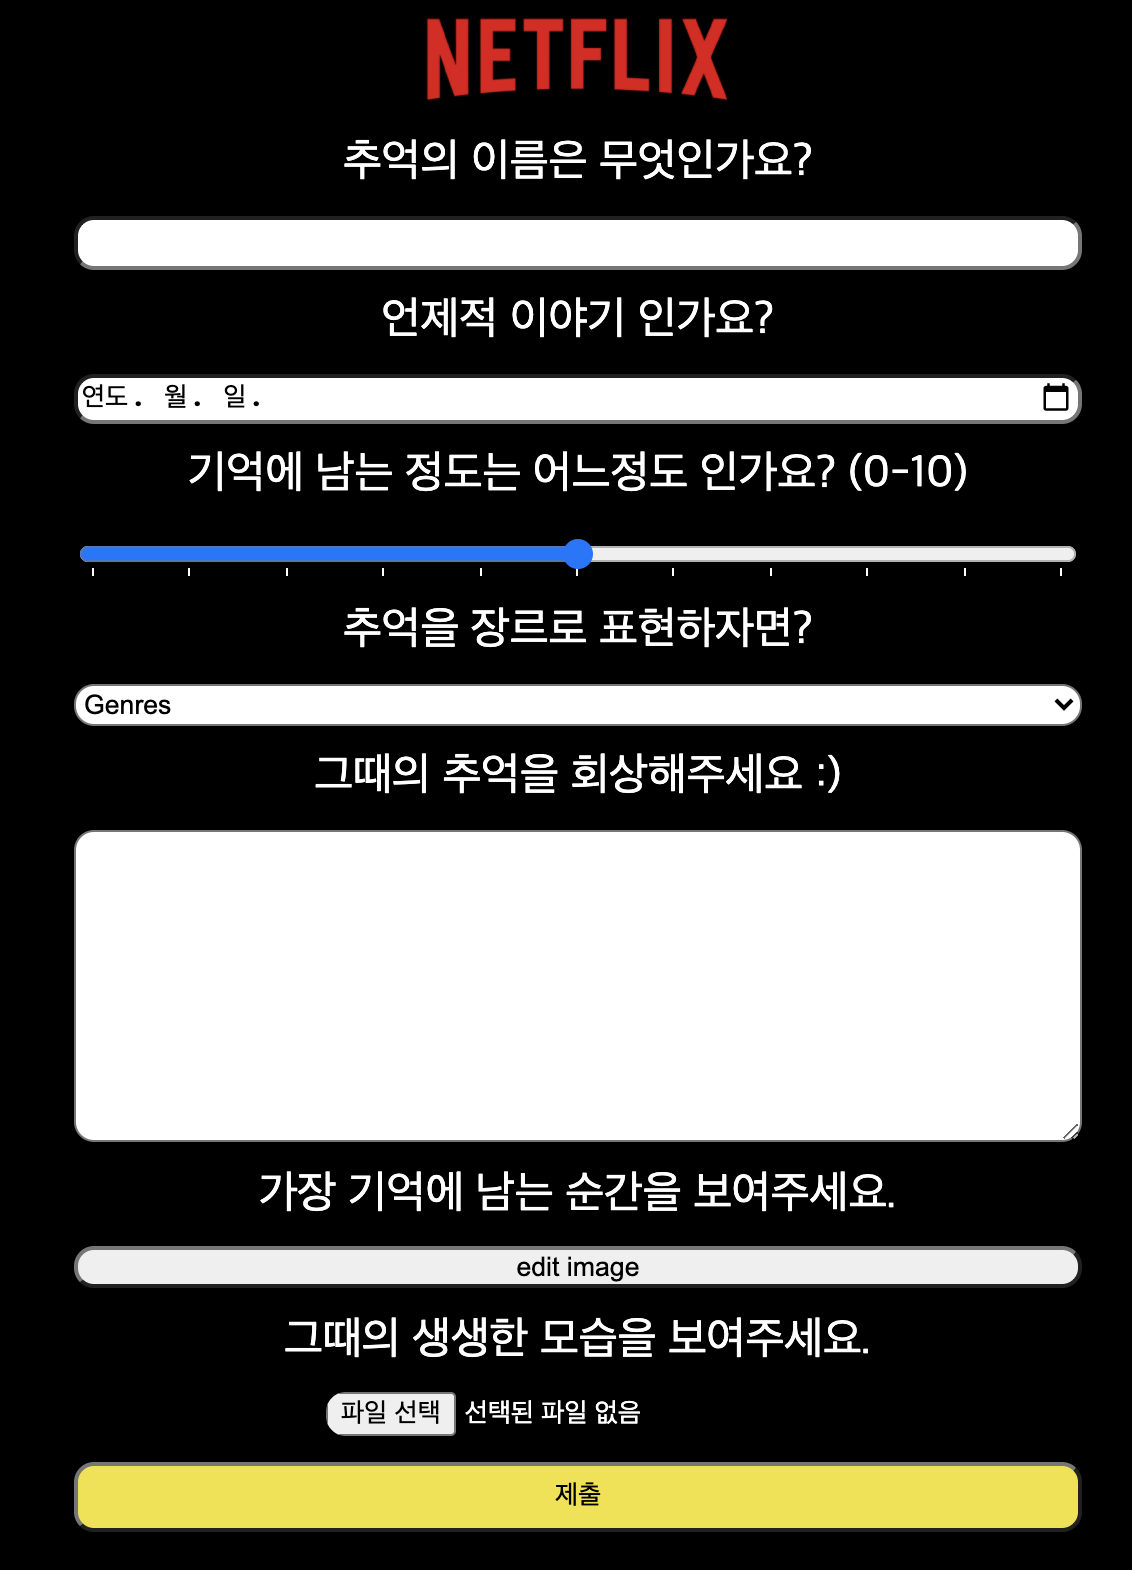 NETFLIX
추억의 이름은 무엇인가요?
언제적 이야기 인가요?
연도. 월. 일.
기억에 남는 정도는 어느정도 인가요? (0-10)
추억을 장르로 표현하자면?
Genres
그때의 추억을 회상해주세요 :)
가장 기억에 남는 순간을 보여주세요.
edit image
그때의 생생한 모습을 보여주세요.
파일 선택 선택된 파일 없음
제출